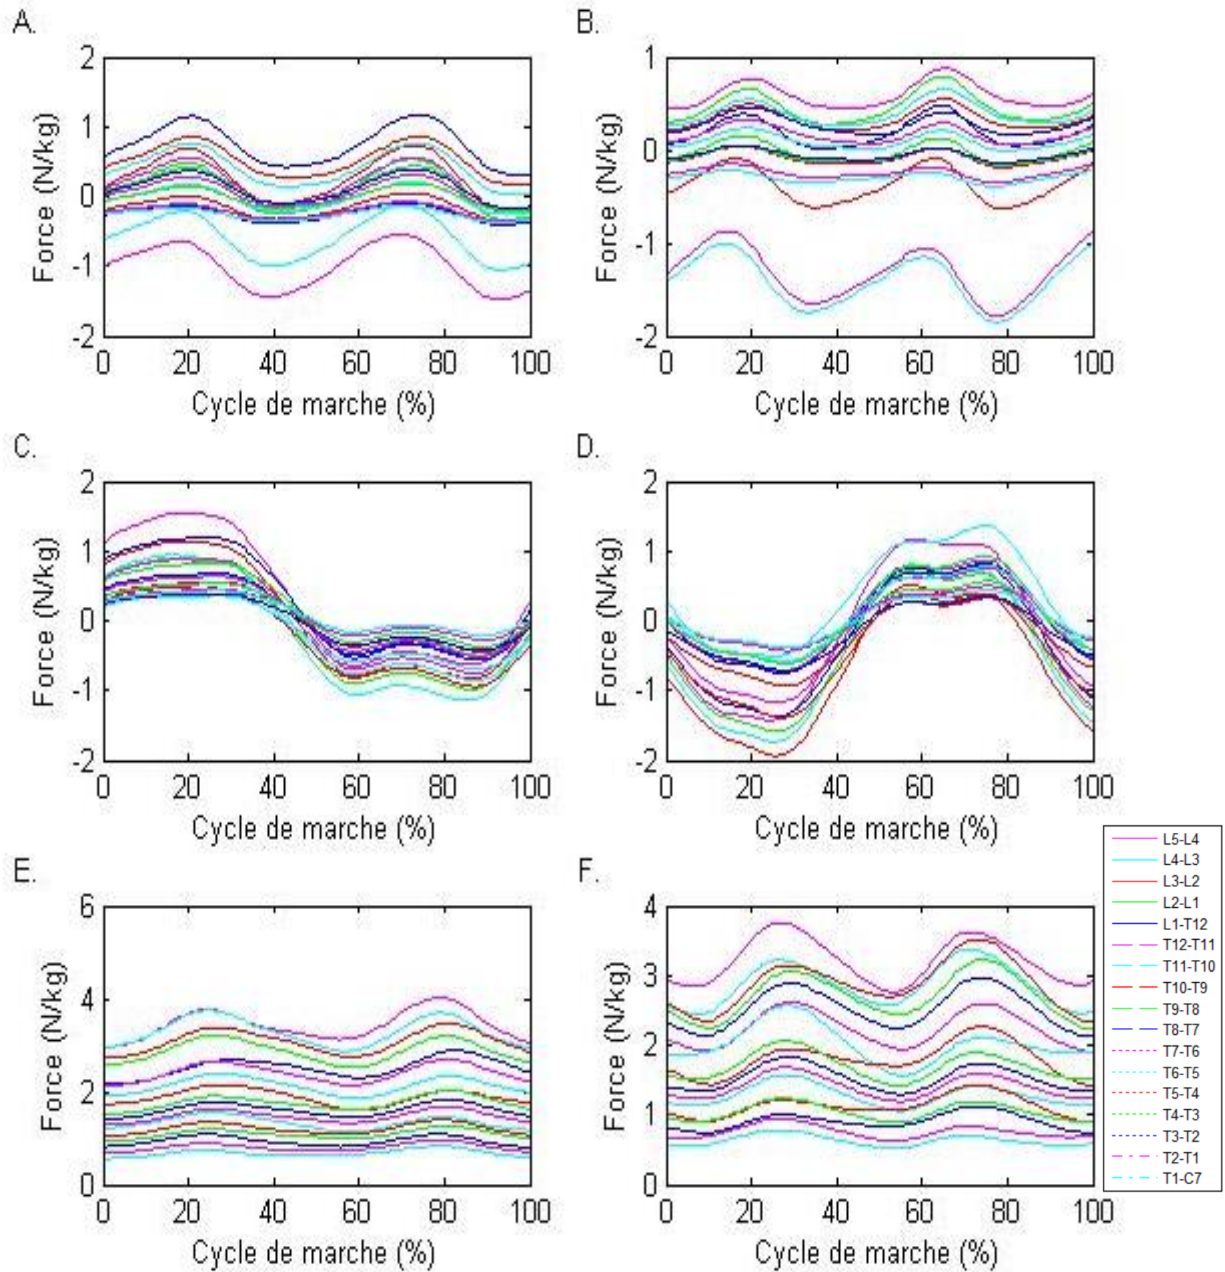 A.
B.
2
1
0
-1
-2
Force (N/kg)
0 20 40 60 80 100
Cycle de marche (%)
1
0
-1
-2
Force (N/kg)
0 20 40 60 80 100
Cycle de marche (%)
C.
D.
2
1
0
-1
-2
Force (N/kg)
0 20 40 60 80 100
Cycle de marche (%)
2
1
0
-1
-2
Force (N/kg)
0 20 40 60 80 100
Cycle de marche (%)
E.
F.
6
4
2
0
Force (N/kg)
0 20 40 60 80 100
Cycle de marche (%)
4
3
2
1
0
Force (N/kg)
0 20 40 60 80 100
Cycle de marche (%)
L5-L4
L4-L3
L3-L2
L2-L1
L1-T12
T12-T11
T11-T10
T10-T9
T9-T8
T8-T7
T7-T6
T6-T5
T5-T4
T4-T3
T3-T2
T2-T1
T1-C7